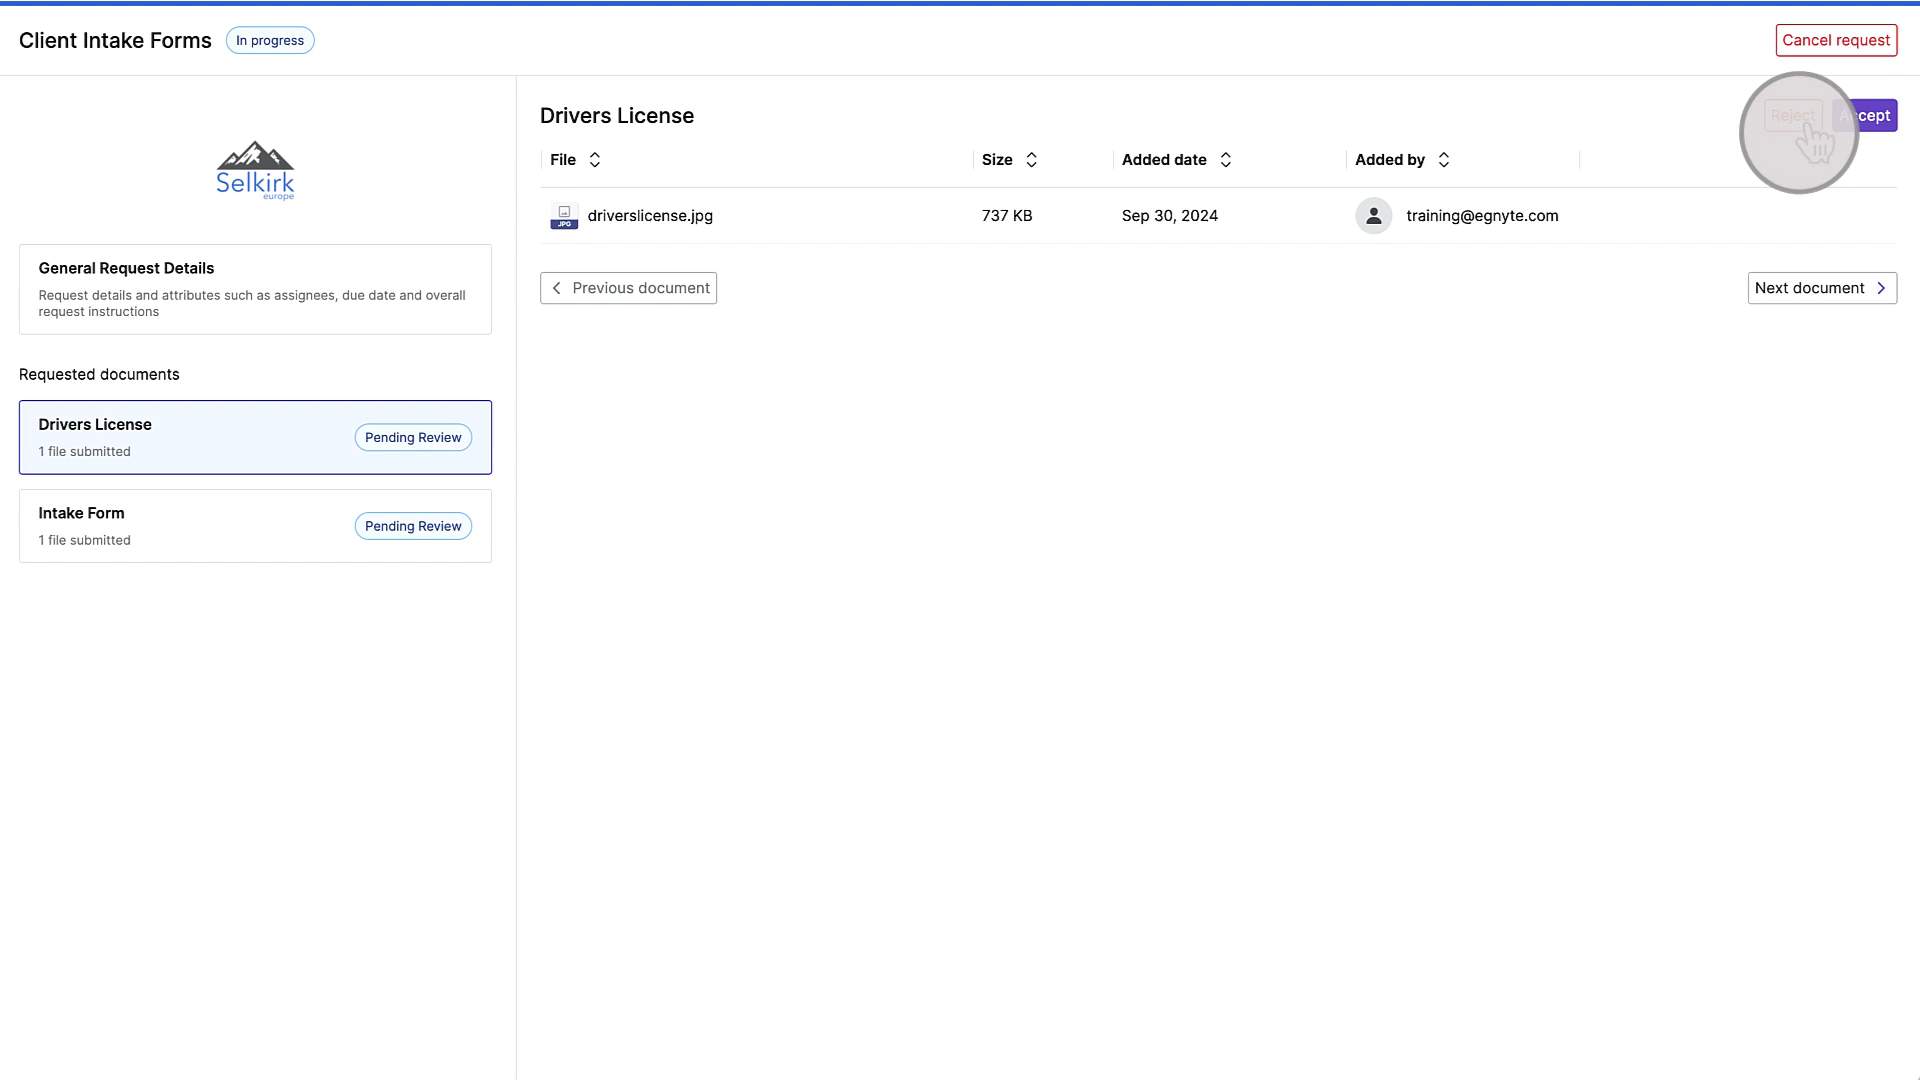 Client Intake Forms
In progress
Cancel request
Selkirk
europe
General Request Details
Request details and attributes such as assignees, due date and overall
request instructions
Requested documents
Drivers License
1 file submitted
Pending Review
Intake Form
1 file submitted
Pending Review
Drivers License
Reject
Accept
File
Size
Added date
Added by
JPG
driverslicense.jpg
737 KB
Sep 30, 2024
training@egnyte.com
Previous document
Next document